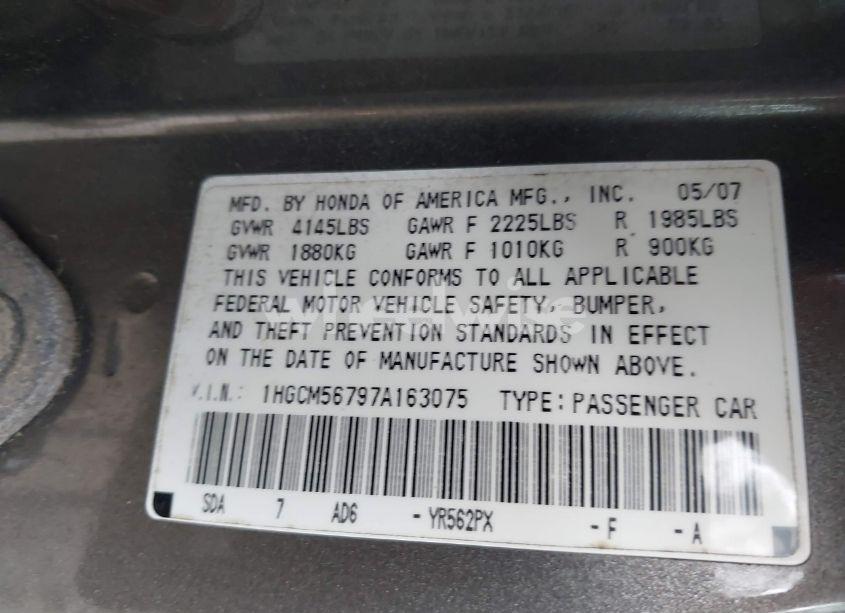 MFD. BY HONDA OF AMERICA MFG., INC. 05/07
GVWR 4145LBS GAWR F 2225LBS R 1985LBS
GVWR 1880KG GAWR F 1010KG R 900KG
THIS VEHICLE CONFORMS TO ALL APPLICABLE
FEDERAL MOTOR VEHICLE SAFETY, BUMPER,
AND THEFT PREVENTION STANDARDS IN EFFECT
ON THE DATE OF MANUFACTURE SHOWN ABOVE.
V.I.N.: 1HGCM56797A163075 TYPE: PASSENGER CAR
SDA 7 AD6 - YR562PX - F - A